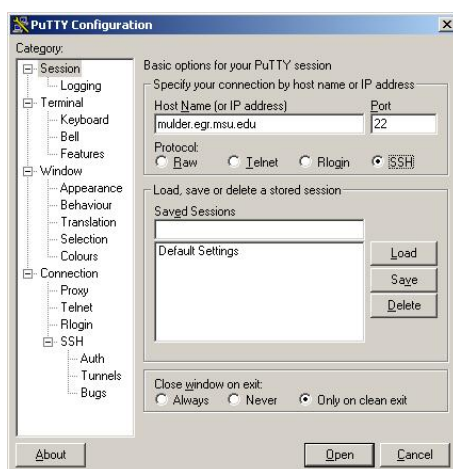 PuTTY Configuration
Category:
Session
Logging
Terminal
Keyboard
Bell
Features
Window
Appearance
Behaviour
Translation
Selection
Colours
Connection
Proxy
Telnet
Rlogin
SSH
Auth
Tunnels
Bugs
Basic options for your PuTTY session
Specify your connection by host name or IP address
Host Name (or IP address) Port
mulder.egr.msu.edu 22
Protocol:
Raw Telnet Rlogin SSH
Load, save or delete a stored session
Saved Sessions
Default Settings
Load
Save
Delete
Close window on exit:
Always Never Only on clean exit
About Open Cancel